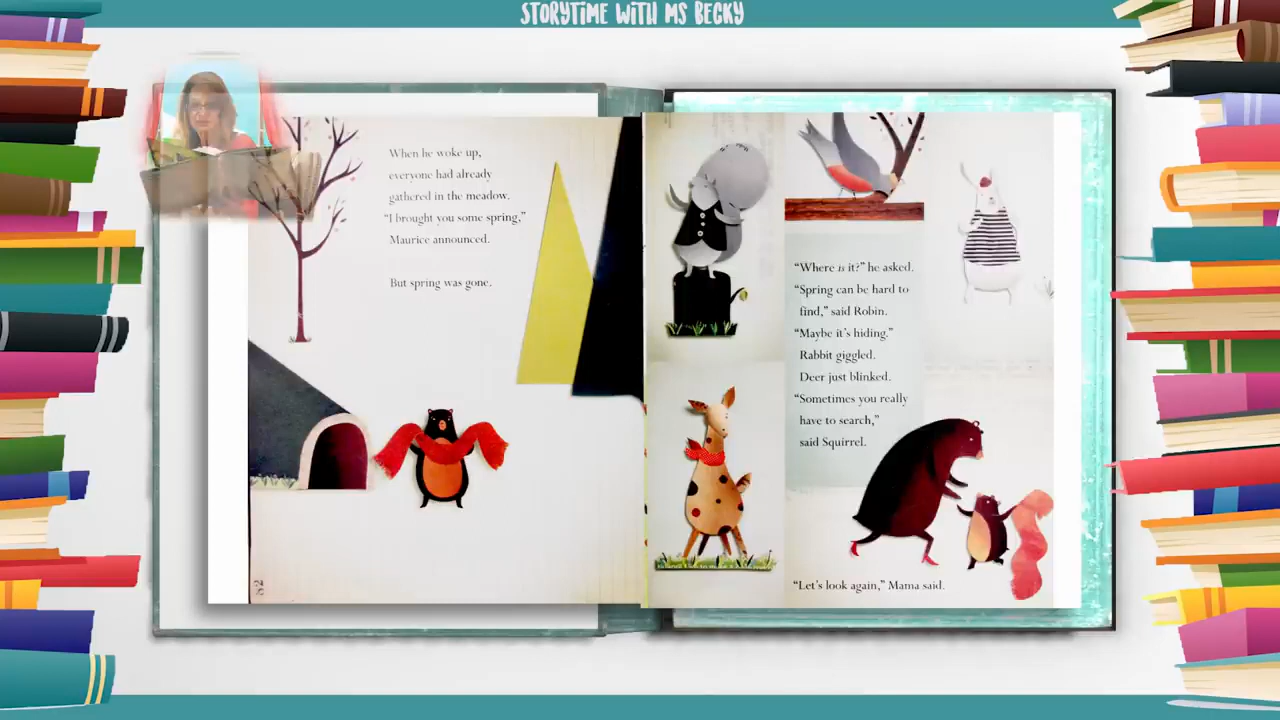 STORYTIME WITH MS BECKY
When he woke up,
everyone had already
gathered in the meadow.
“I brought you some spring,”
Maurice announced.
But spring was gone.
“Where is it?” he asked.
“Spring can be hard to
find,” said Robin.
“Maybe it’s hiding.”
Rabbit giggled.
Deer just blinked.
“Sometimes you really
have to search,”
said Squirrel.
“Let’s look again,” Mama said.